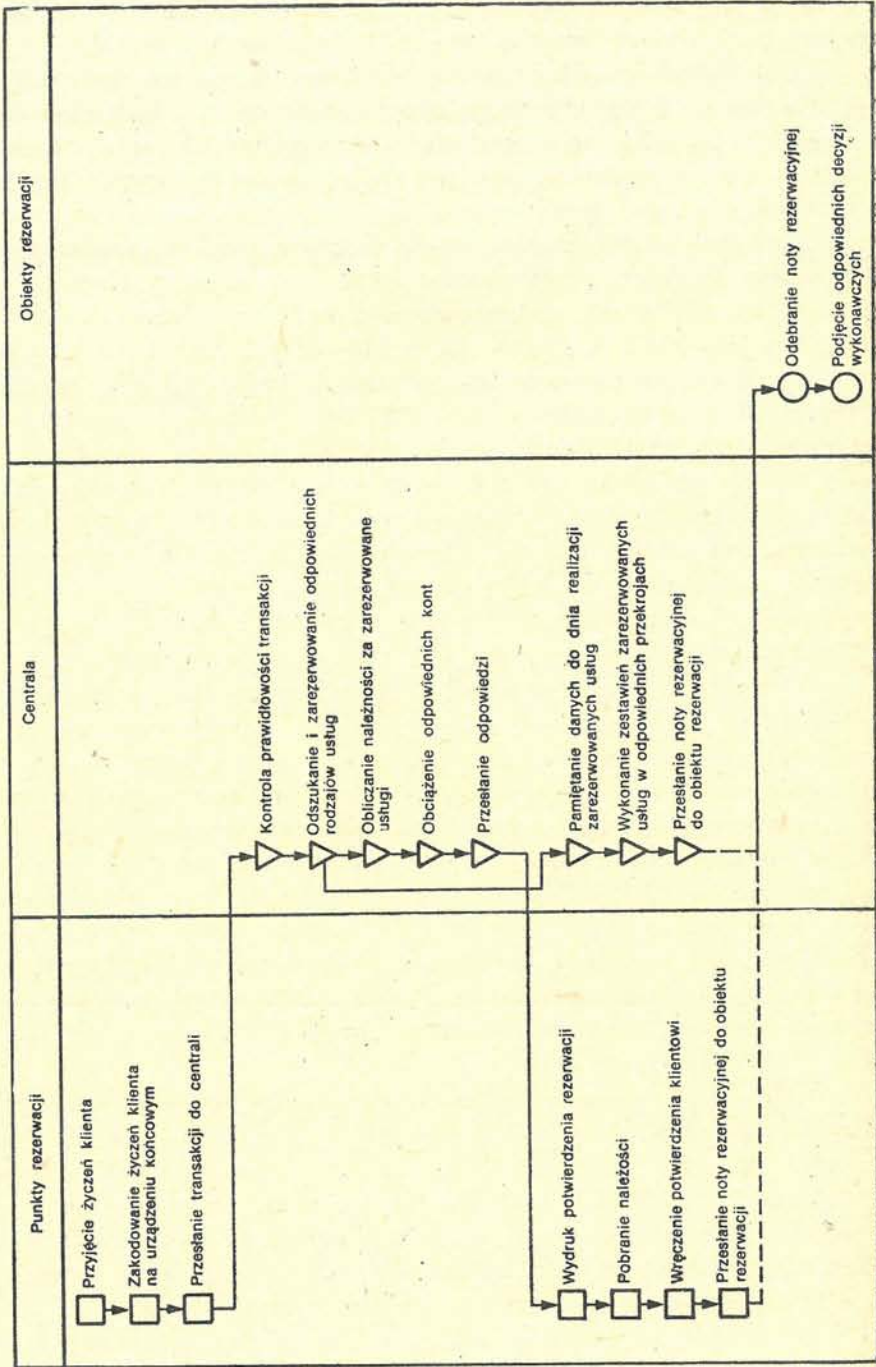 Punkty rezerwacji
Centrala
Obiekty rezerwacji
Przyjęcie życzeń klienta
Zakodowanie życzeń klienta
na urządzeniu końcowym
Przesłanie transakcji do centrali
Kontrola prawidłowości transakcji
Odszukanie i zarezerwowanie odpowiednich
rodzajów usług
Obliczanie należności za zarezerwowane
usługi
Obciążenie odpowiednich kont
Przesłanie odpowiedzi
Wydruk potwierdzenia rezerwacji
Pobranie należości
Wręczenie potwierdzenia klientowi
Przesłanie noty rezerwacyjnej do obiektu
rezerwacji
Pamiętanie danych do dnia realizacji
zarezerwowanych usług
Wykonanie zestawień zarezerwowanych
usług w odpowiednich przekrojach
Przesłanie noty rezerwacyjnej
do obiektu rezerwacji
Odebranie noty rezerwacyjnej
Podjęcie odpowiednich decyzji
wykonawczych